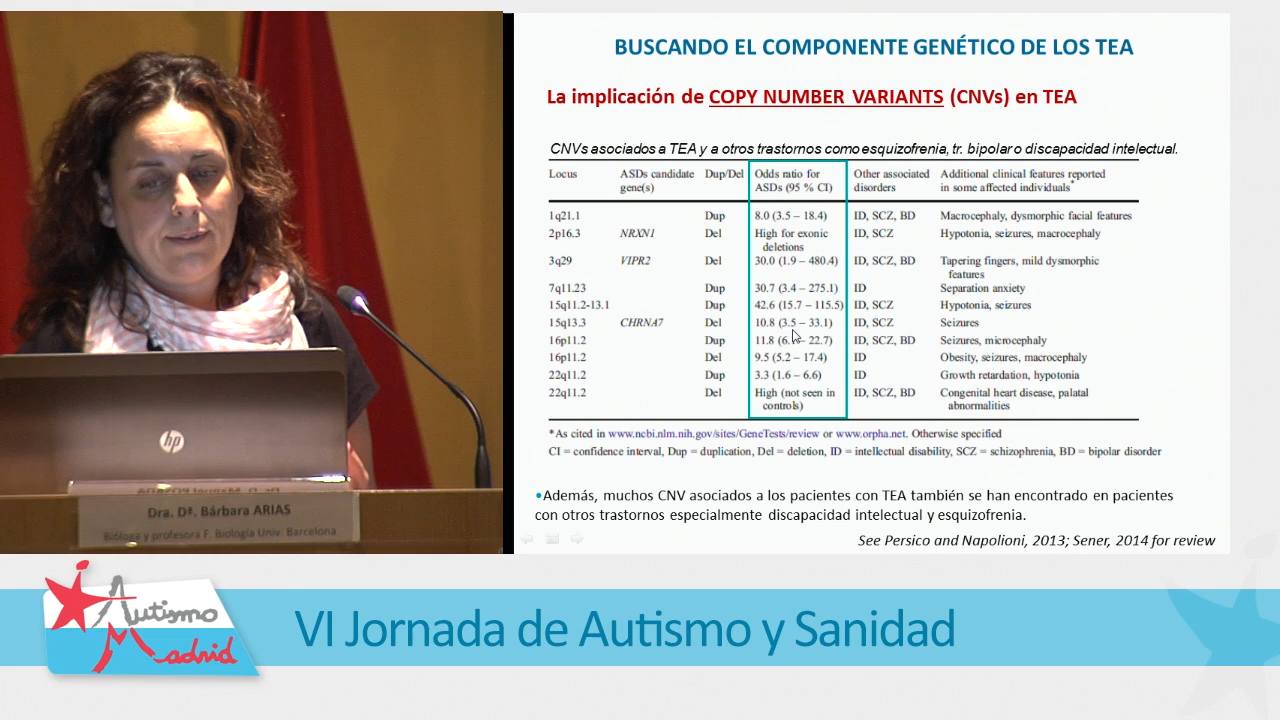 BUSCANDO EL COMPONENTE GENÉTICO DE LOS TEA
La implicación de COPY NUMBER VARIANTS (CNVs) en TEA
CNVs asociados a TEA y a otros trastornos como esquizofrenia, tr. bipolar o discapacidad intelectual.
Locus ASDs candidate gene(s) Dup/Del Odds ratio for ASDs (95 % CI) Other associated disorders Additional clinical features reported in some affected individuals*
1q21.1 Dup 8.0 (3.5 – 18.4) ID, SCZ, BD Macrocephaly, dysmorphic facial features
2p16.3 NRXN1 Del High for exonic deletions ID, SCZ Hypotonia, seizures, macrocephaly
3q29 VIPR2 Del 30.0 (1.9 – 480.4) ID, SCZ, BD Tapering fingers, mild dysmorphic features
7q11.23 Dup 30.7 (3.4 – 275.1) ID Separation anxiety
15q11.2-13.1 Dup 42.6 (15.7 – 115.5) ID, SCZ Hypotonia, seizures
15q13.3 CHRNA7 Del 10.8 (3.5 – 33.1) ID, SCZ Seizures
16p11.2 Dup 11.8 (6. – 22.7) ID, SCZ, BD Seizures, microcephaly
16p11.2 Del 9.5 (5.2 – 17.4) ID Obesity, seizures, macrocephaly
22q11.2 Dup 3.3 (1.6 – 6.6) ID Growth retardation, hypotonia
22q11.2 Del High (not seen in controls) ID, SCZ, BD Congenital heart disease, palatal abnormalities
*As cited in www.ncbi.nlm.nih.gov/sites/GeneTests/review or www.orpha.net. Otherwise specified
CI = confidence interval, Dup = duplication, Del = deletion, ID = intellectual disability, SCZ = schizophrenia, BD = bipolar disorder
•Además, muchos CNV asociados a los pacientes con TEA también se han encontrado en pacientes
con otros trastornos especialmente discapacidad intelectual y esquizofrenia.
See Persico and Napolioni, 2013; Sener, 2014 for review
hp
Dra. Dª. Bárbara ARIAS
Bióloga y profesora F. Biología Univ. Barcelona
Autismo
Madrid
VI Jornada de Autismo y Sanidad